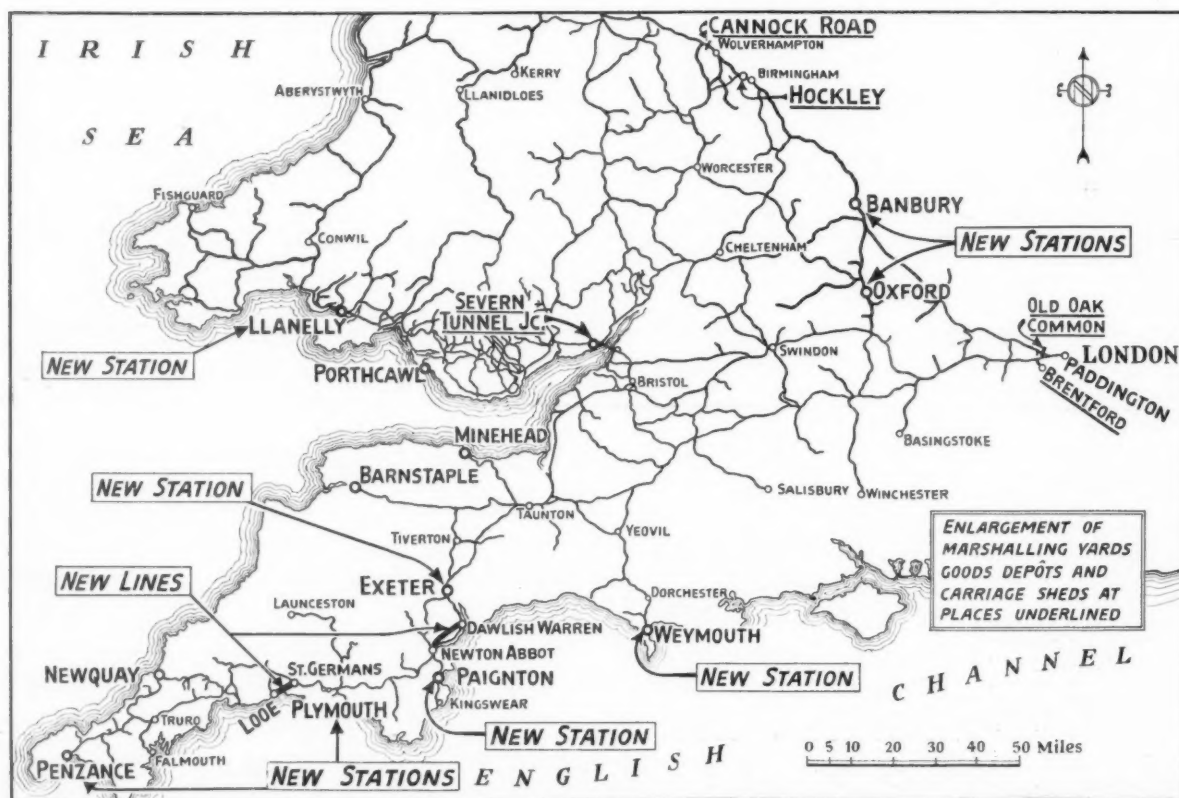 IRISH
SEA
CANNOCK ROAD
WOLVERHAMPTON
KERRY
BIRMINGHAM
ABERYSTWYTH
LLANIDLOES
HOCKLEY
WORCESTER
FISHGUARD
BANBURY
CONWIL
CHELTENHAM
NEW STATIONS
SEVERN
TUNNEL JC.
OXFORD
OLD OAK
COMMON
LLANELLY
NEW STATION
SWINDON
LONDON
PADDINGTON
BRENTFORD
PORTHCAWL
BRISTOL
MINEHEAD
BASINGSTOKE
BARNSTAPLE
NEW STATION
SALISBURY
WINCHESTER
TAUNTON
TIVERTON
YEOVIL
ENLARGEMENT OF
MARSHALLING YARDS
GOODS DEPÔTS AND
CARRIAGE SHEDS AT
PLACES UNDERLINED
NEW LINES
EXETER
LAUNCESTON
DORCHESTER
DAWLISH WARREN
WEYMOUTH
NEWTON ABBOT
NEWQUAY
ST. GERMANS
PAIGNTON
NEW STATION
LOOE
PLYMOUTH
KINGSWEAR
TRURO
NEW STATION
FALMOUTH
PENZANCE
NEW STATIONS
ENGLISH
CHANNEL
0 5 10 20 30 40 50 Miles